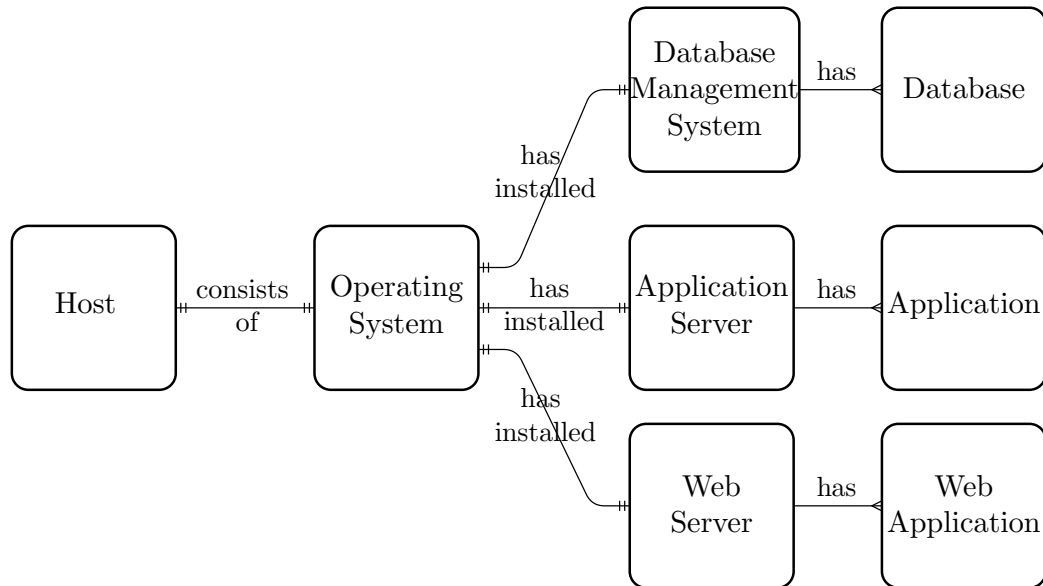 Database
Management
System
has
Database
has
installed
Host
consists
of
Operating
System
has
installed
Application
Server
has
Application
has
installed
Web
Server
has
Web
Application